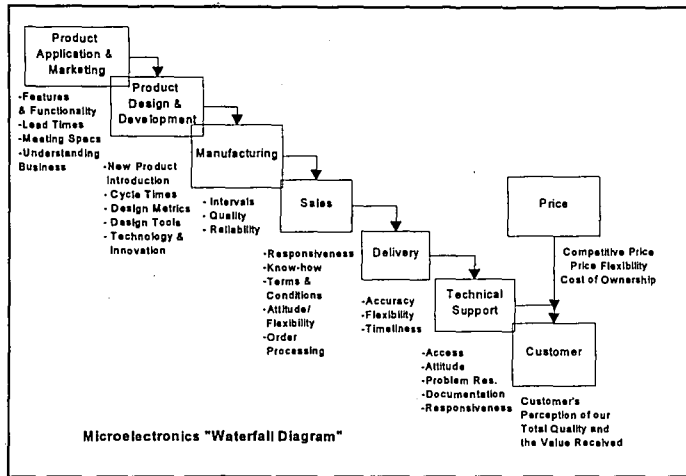 Product
Application &
Marketing
-Features
& Functionality
-Lead Times
-Meeting Specs
-Understanding
Business
Product
Design &
Development
-New Product
Introduction
- Cycle Times
- Design Metrics
- Design Tools
- Technology &
Innovation
Manufacturing
- Intervals
- Quality
- Reliability
Sales
-Responsiveness
-Know-how
-Terms &
Conditions
-Attitude/
Flexibility
-Order
Processing
Delivery
-Accuracy
-Flexibility
-Timeliness
Technical
Support
-Access
-Attitude
-Problem Res.
-Documentation
-Responsiveness
Price
Competitive Price
Price Flexibility
Cost of Ownership
Customer
Customer's
Perception of our
Total Quality and
the Value Received
Microelectronics "Waterfall Diagram"